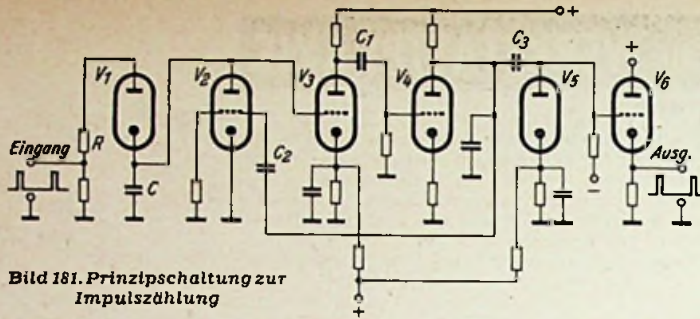 +
C1
C3
V1
V2
V3
V4
V5
+
V6
Eingang
R
C
C2
Ausg.
−
+
Bild 181. Prinzipschaltung zur
Impulszählung